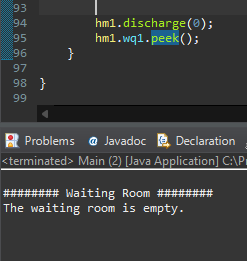 93
94 hm1.discharge(0);
95 hm1.wq1.peek();
96 }
97
98 }
99
Problems @ Javadoc Declaration
<terminated> Main (2) [Java Application] C:\Pr
######## Waiting Room ########
The waiting room is empty.